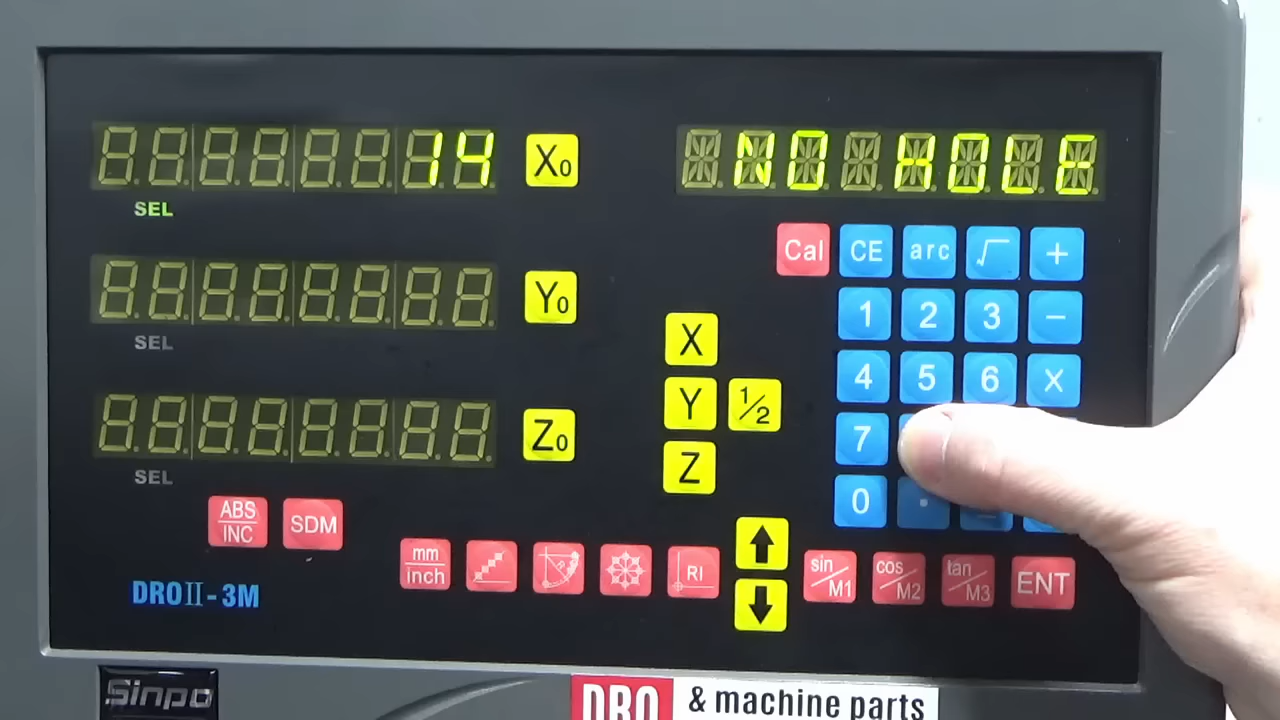 14 X0 NO HOLE
SEL
Cal CE arc √ +
Y0 1 2 3 −
SEL
X
4 5 6 X
Y 1/2
Z0 7
Z
SEL
0 .
ABS
INC
SDM
mm
inch
RI
sin/M1 cos/M2 tan/M3 ENT
DROII-3M
Sinpo
DRO & machine parts